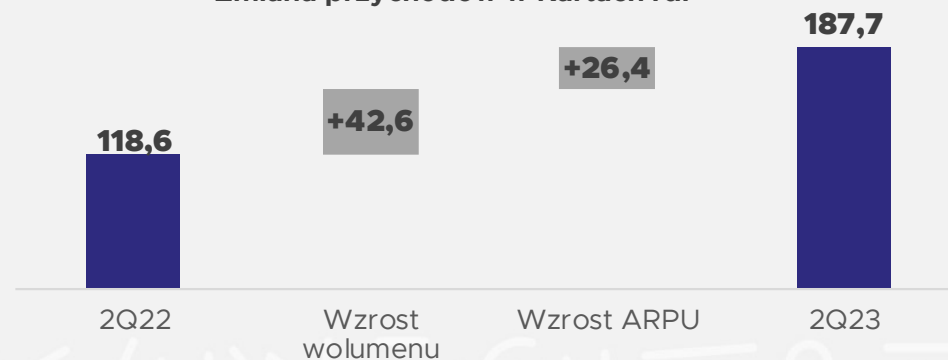 187,7
+26,4
+42,6
118,6
2Q22
Wzrost
wolumenu
Wzrost ARPU
2Q23